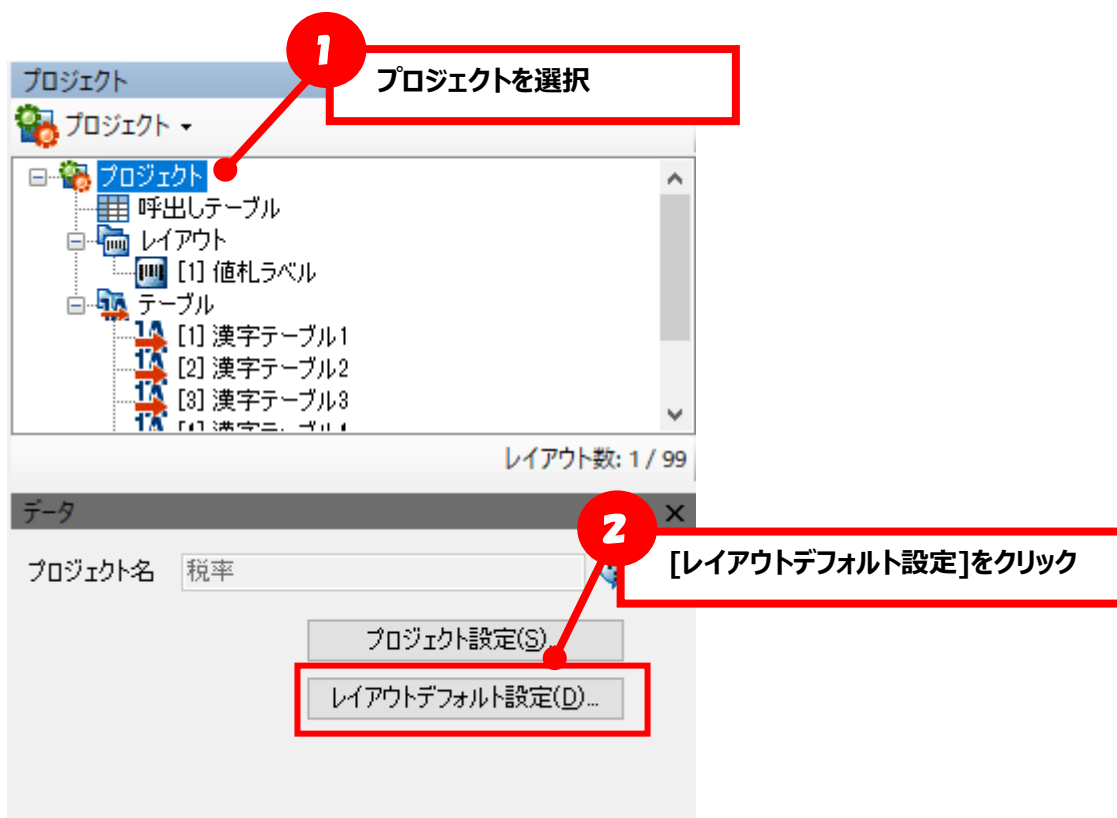 1
プロジェクトを選択
プロジェクト
プロジェクト
プロジェクト
呼出しテーブル
レイアウト
[1] 値札ラベル
テーブル
[1] 漢字テーブル1
[2] 漢字テーブル2
[3] 漢字テーブル3
レイアウト数: 1 / 99
データ
2
[レイアウトデフォルト設定]をクリック
プロジェクト名 税率
プロジェクト設定(S)...
レイアウトデフォルト設定(D)...